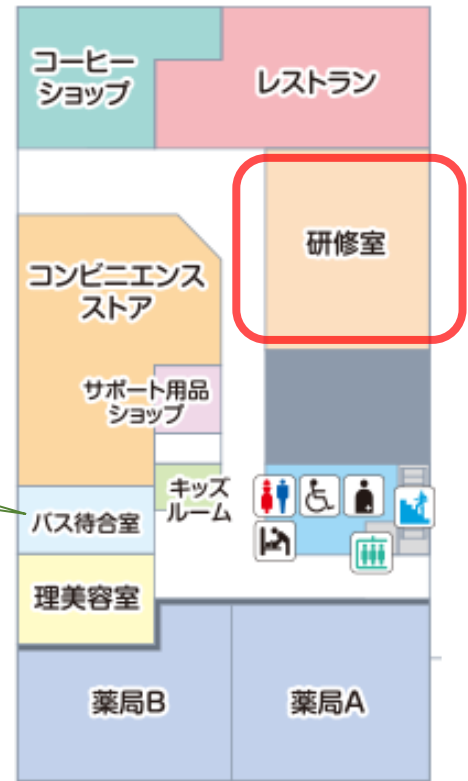 コーヒー
ショップ
レストラン
研修室
コンビニエンス
ストア
サポート用品
ショップ
キッズ
ルーム
バス待合室
理美容室
薬局B
薬局A